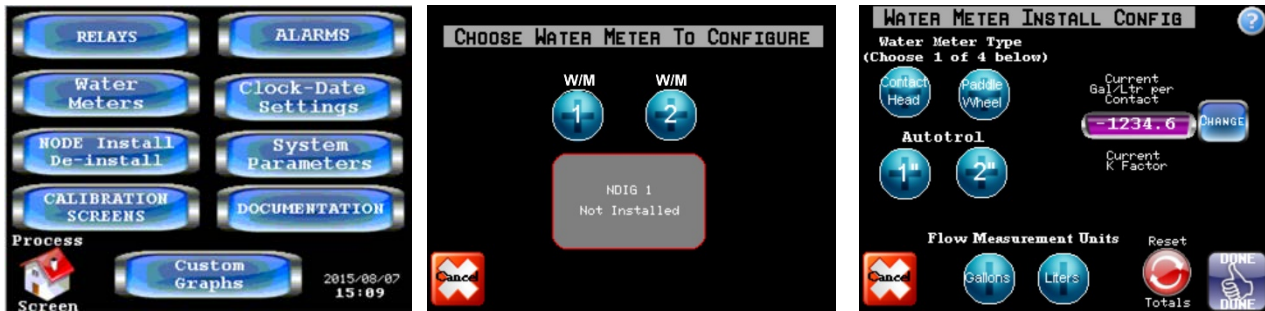 RELAYS
ALARMS
Water
Meters
Clock-Date
Settings
NODE Install
De-install
System
Parameters
CALIBRATION
SCREENS
DOCUMENTATION
Process
Screen
Custom
Graphs
2015/08/07
15:09
CHOOSE WATER METER TO CONFIGURE
W/M
1
W/M
2
NDIG 1
Not Installed
Cancel
WATER METER INSTALL CONFIG
?
Water Meter Type
(Choose 1 of 4 below)
Contact
Head
Paddle
Wheel
Current
Gal/Ltr per
Contact
-1234.6
CHANGE
Autotrol
1"
2"
Current
K Factor
Flow Measurement Units
Cancel
Gallons
Liters
Reset
Totals
DONE
DONE